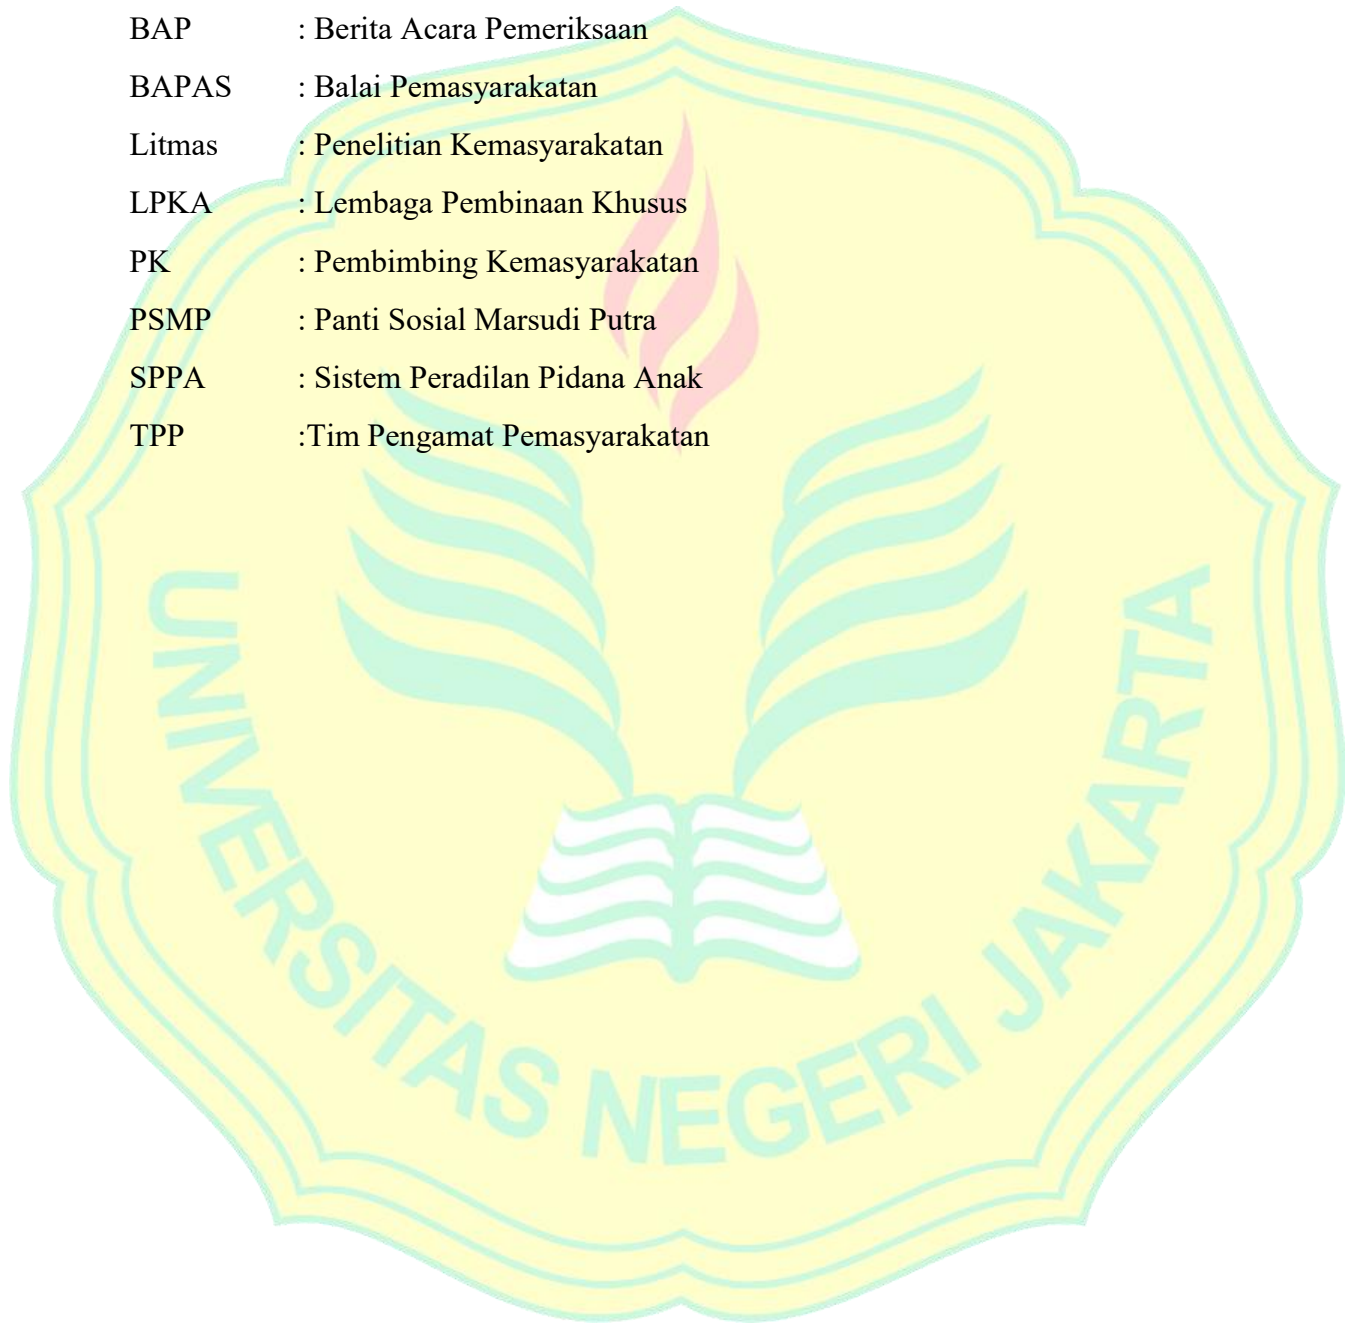 BAP : Berita Acara Pemeriksaan
BAPAS : Balai Pemasyarakatan
Litmas : Penelitian Kemasyarakatan
LPKA : Lembaga Pembinaan Khusus
PK : Pembimbing Kemasyarakatan
PSMP : Panti Sosial Marsudi Putra
SPPA : Sistem Peradilan Pidana Anak
TPP :Tim Pengamat Pemasyarakatan
UNIVERSITAS NEGERI JAKARTA